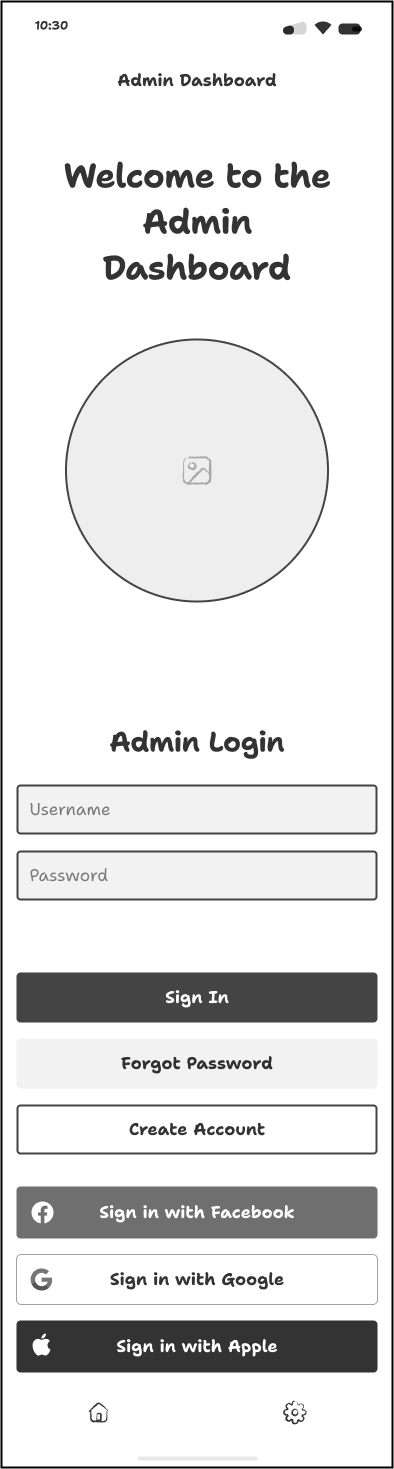 10:30
Admin Dashboard
Welcome to the
Admin
Dashboard
Admin Login
Username
Password
Sign In
Forgot Password
Create Account
Sign in with Facebook
Sign in with Google
Sign in with Apple